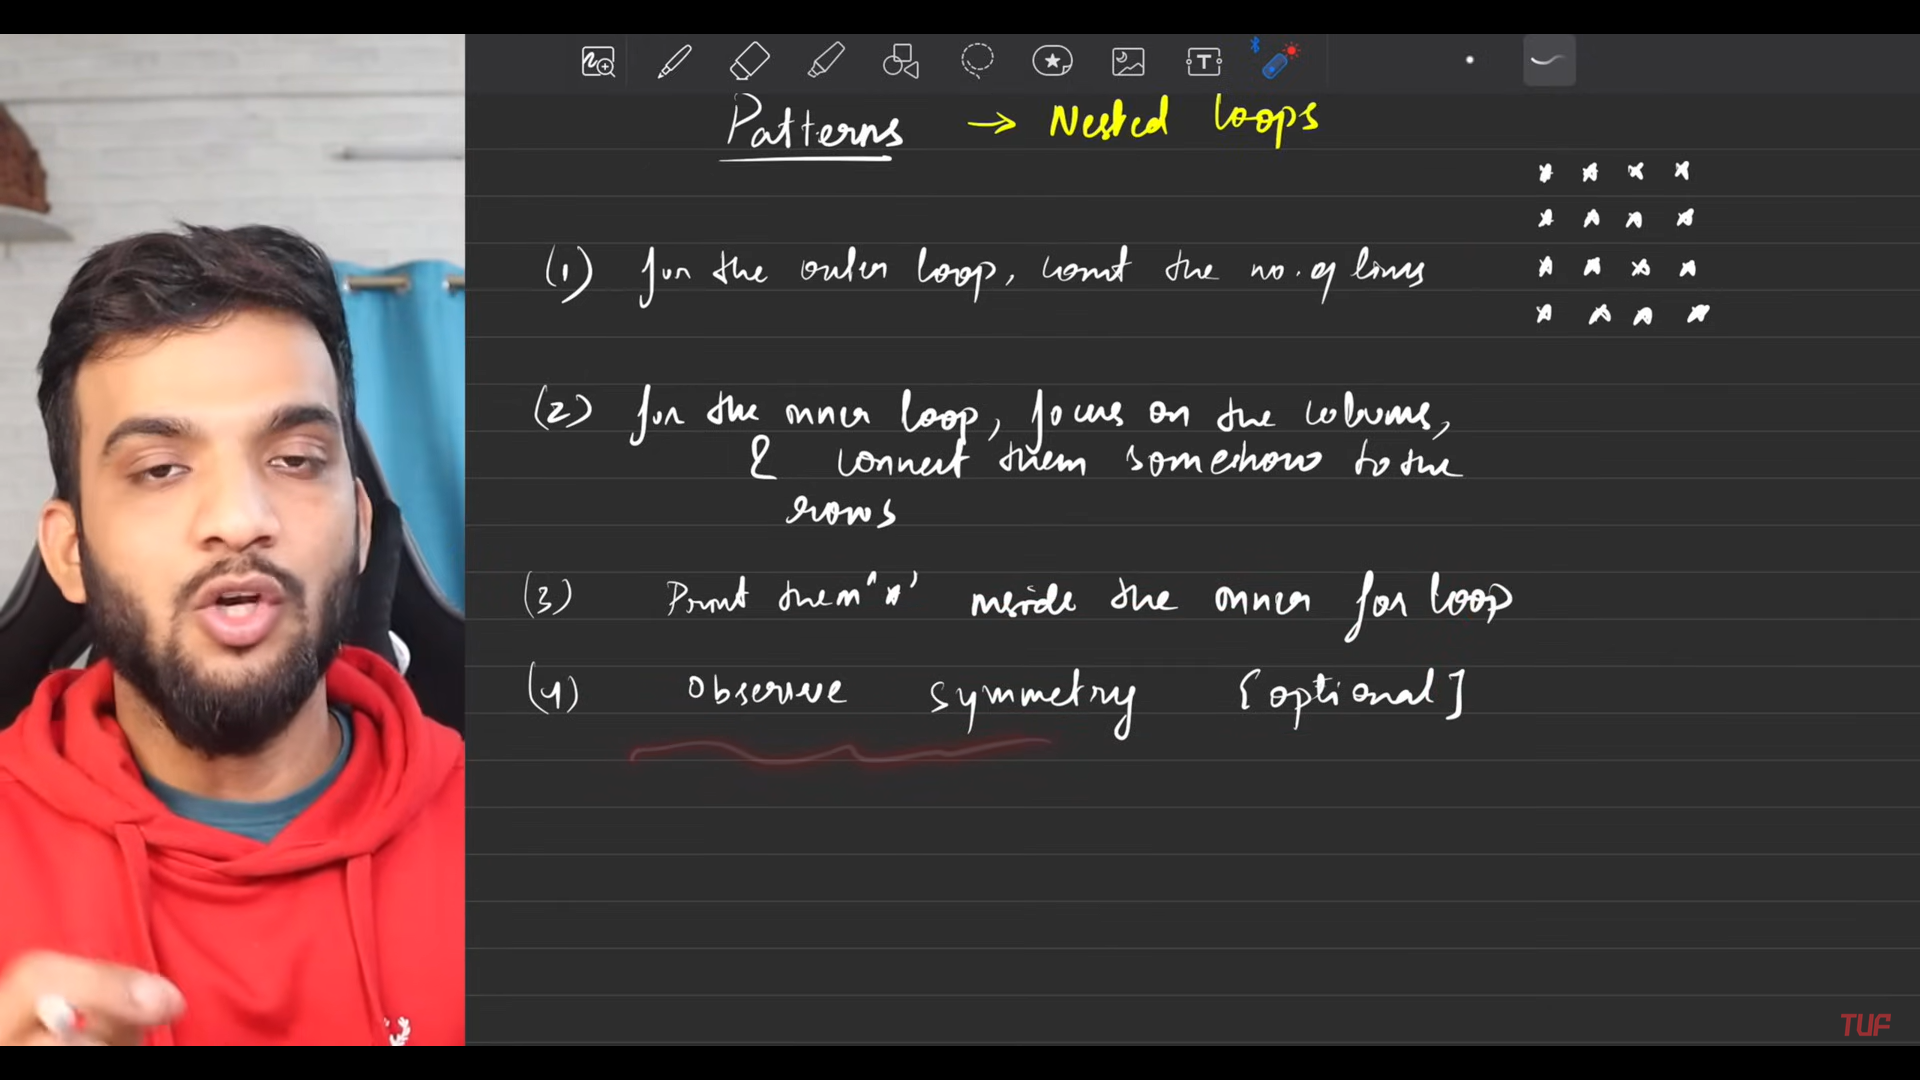 Patterns → Nested loops
* * * *
* * * *
(1) for the outer loop, count the no. of lines
* * * *
* * * *
(2) for the inner loop, focus on the columns,
& connect them somehow to the
rows
(3) Print them '*' inside the inner for loop
(4) Observe symmetry [optional]
TUF